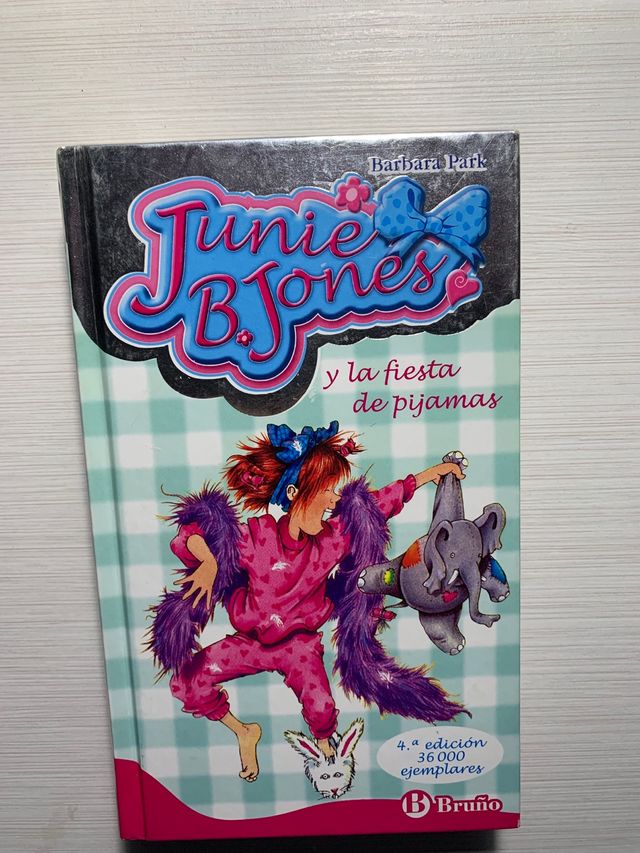 Barbara Park
Junie
B. Jones
y la fiesta
de pijamas
4.ª edición
36 000
ejemplares
B Bruño